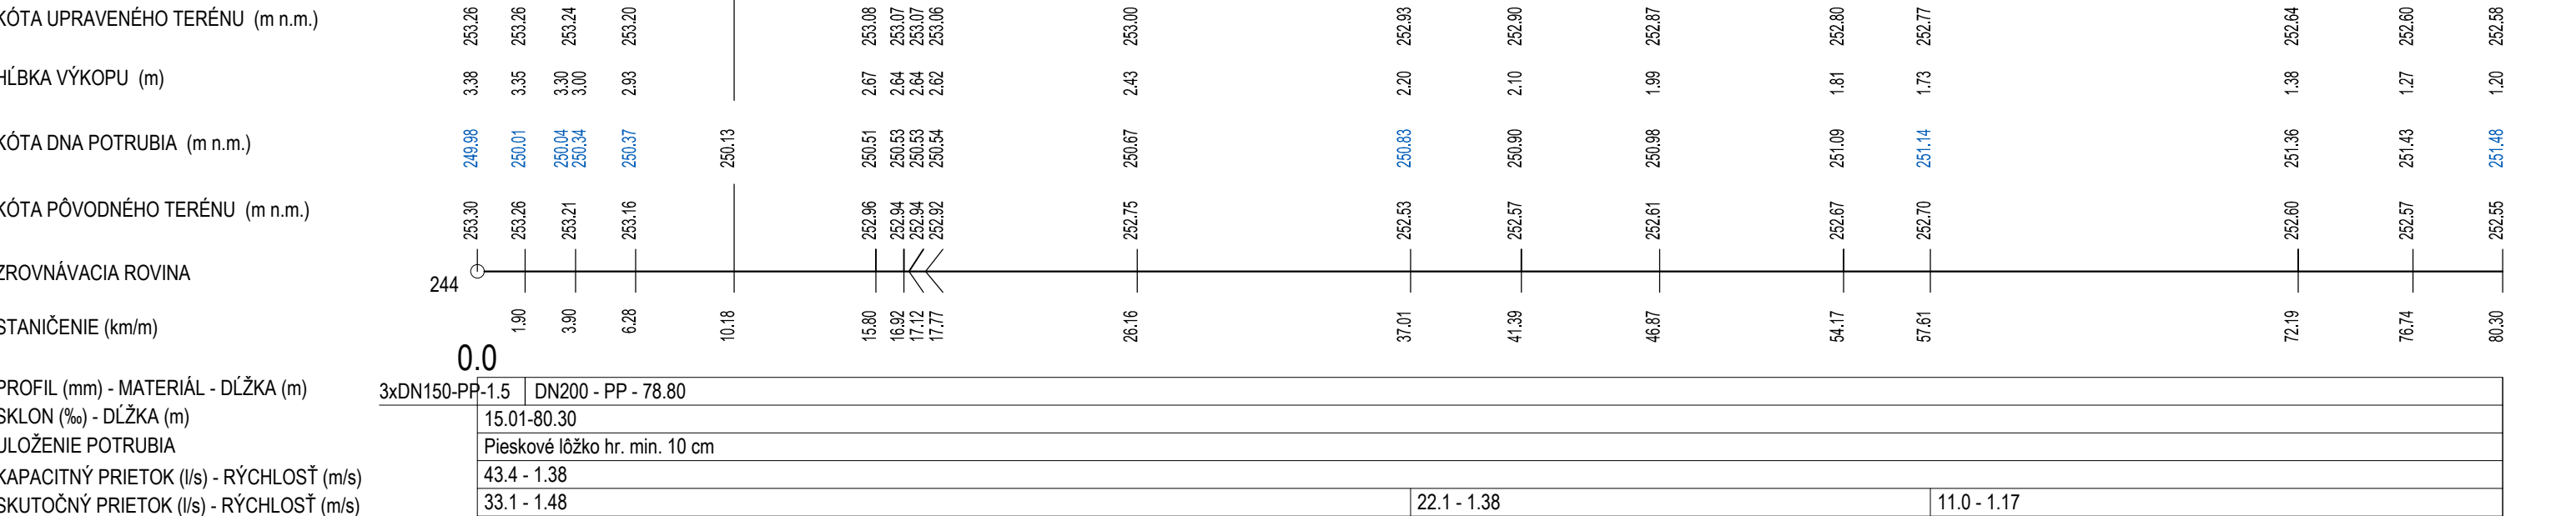 KÓTA UPRAVENÉHO TERÉNU (m n.m.) 253.26 253.26 253.24 253.20 253.08 253.07 253.07 253.06 253.00 252.93 252.90 252.87 252.80 252.77 252.64 252.60 252.58
HĹBKA VÝKOPU (m) 3.38 3.35 3.30 3.00 2.93 2.67 2.64 2.64 2.62 2.43 2.20 2.10 1.99 1.81 1.73 1.38 1.27 1.20
KÓTA DNA POTRUBIA (m n.m.) 249.98 250.01 250.04 250.34 250.37 250.13 250.51 250.53 250.53 250.54 250.67 250.83 250.90 250.98 251.09 251.14 251.36 251.43 251.48
KÓTA PÔVODNÉHO TERÉNU (m n.m.) 253.30 253.26 253.21 253.16 252.96 252.94 252.94 252.92 252.75 252.53 252.57 252.61 252.67 252.70 252.60 252.57 252.55
ZROVNÁVACIA ROVINA 244
STANIČENIE (km/m) 1.90 3.90 6.28 10.18 15.80 16.92 17.12 17.77 26.16 37.01 41.39 46.87 54.17 57.61 72.19 76.74 80.30
0.0
PROFIL (mm) - MATERIÁL - DĹŽKA (m) 3xDN150-PP-1.5 DN200 - PP - 78.80
SKLON (‰) - DĹŽKA (m) 15.01-80.30
ULOŽENIE POTRUBIA Pieskové lôžko hr. min. 10 cm
KAPACITNÝ PRIETOK (l/s) - RÝCHLOSŤ (m/s) 43.4 - 1.38
SKUTOČNÝ PRIETOK (l/s) - RÝCHLOSŤ (m/s) 33.1 - 1.48 22.1 - 1.38 11.0 - 1.17